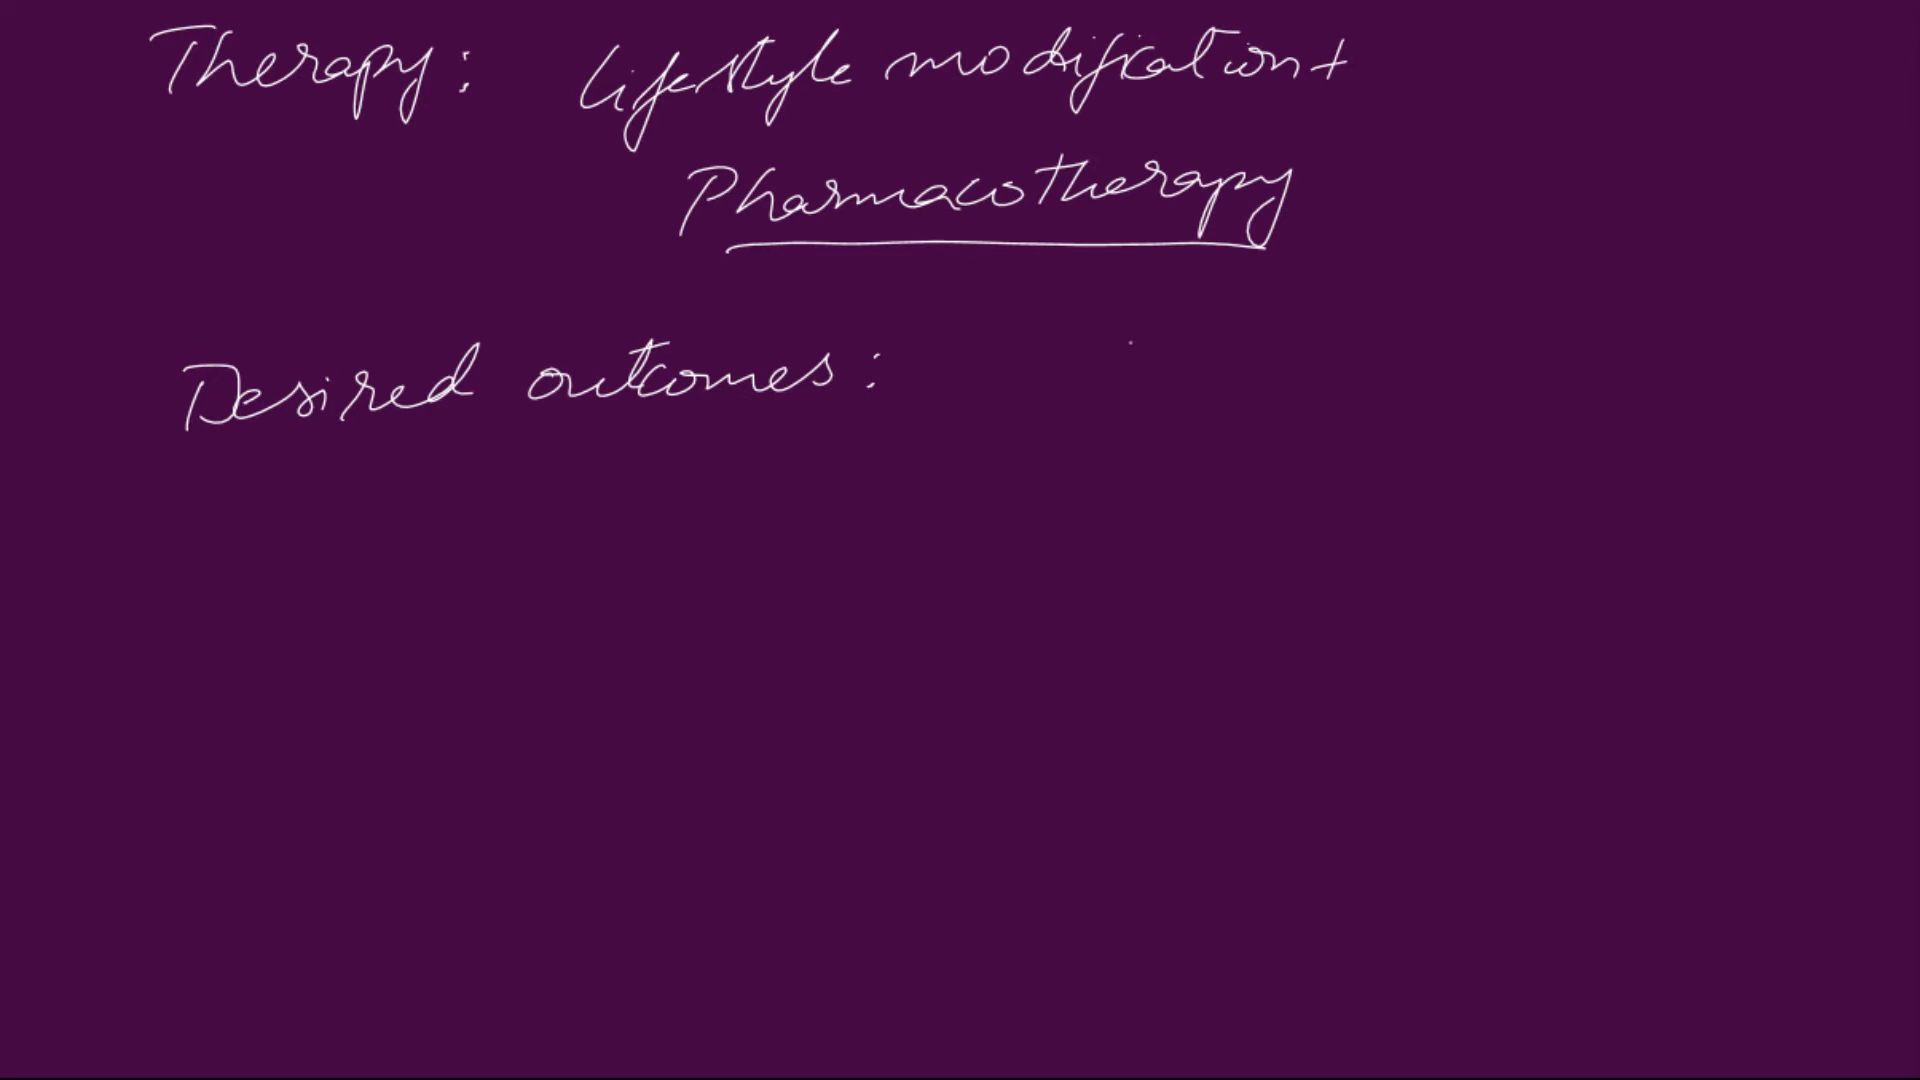 Therapy: Lifestyle modification +
Pharmacotherapy
Desired outcomes: